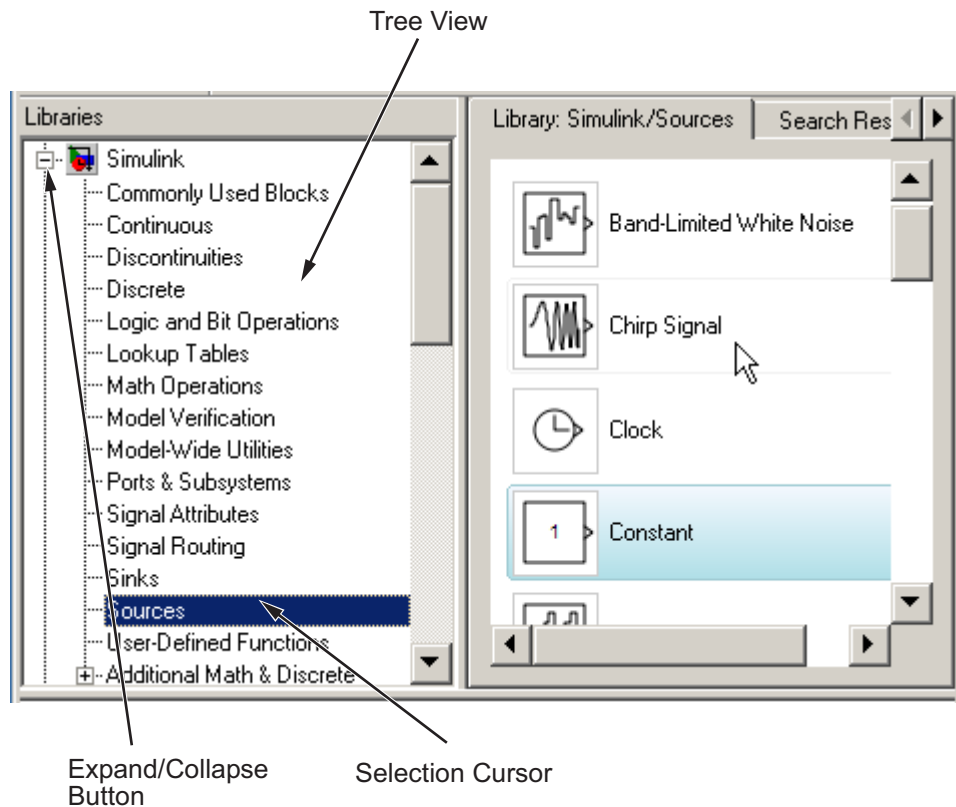 Tree View
Libraries
Simulink
Commonly Used Blocks
Continuous
Discontinuities
Discrete
Logic and Bit Operations
Lookup Tables
Math Operations
Model Verification
Model-Wide Utilities
Ports & Subsystems
Signal Attributes
Signal Routing
Sinks
Sources
User-Defined Functions
Additional Math & Discrete
Library: Simulink/Sources
Search Res
Band-Limited White Noise
Chirp Signal
Clock
1
Constant
Expand/Collapse
Button
Selection Cursor